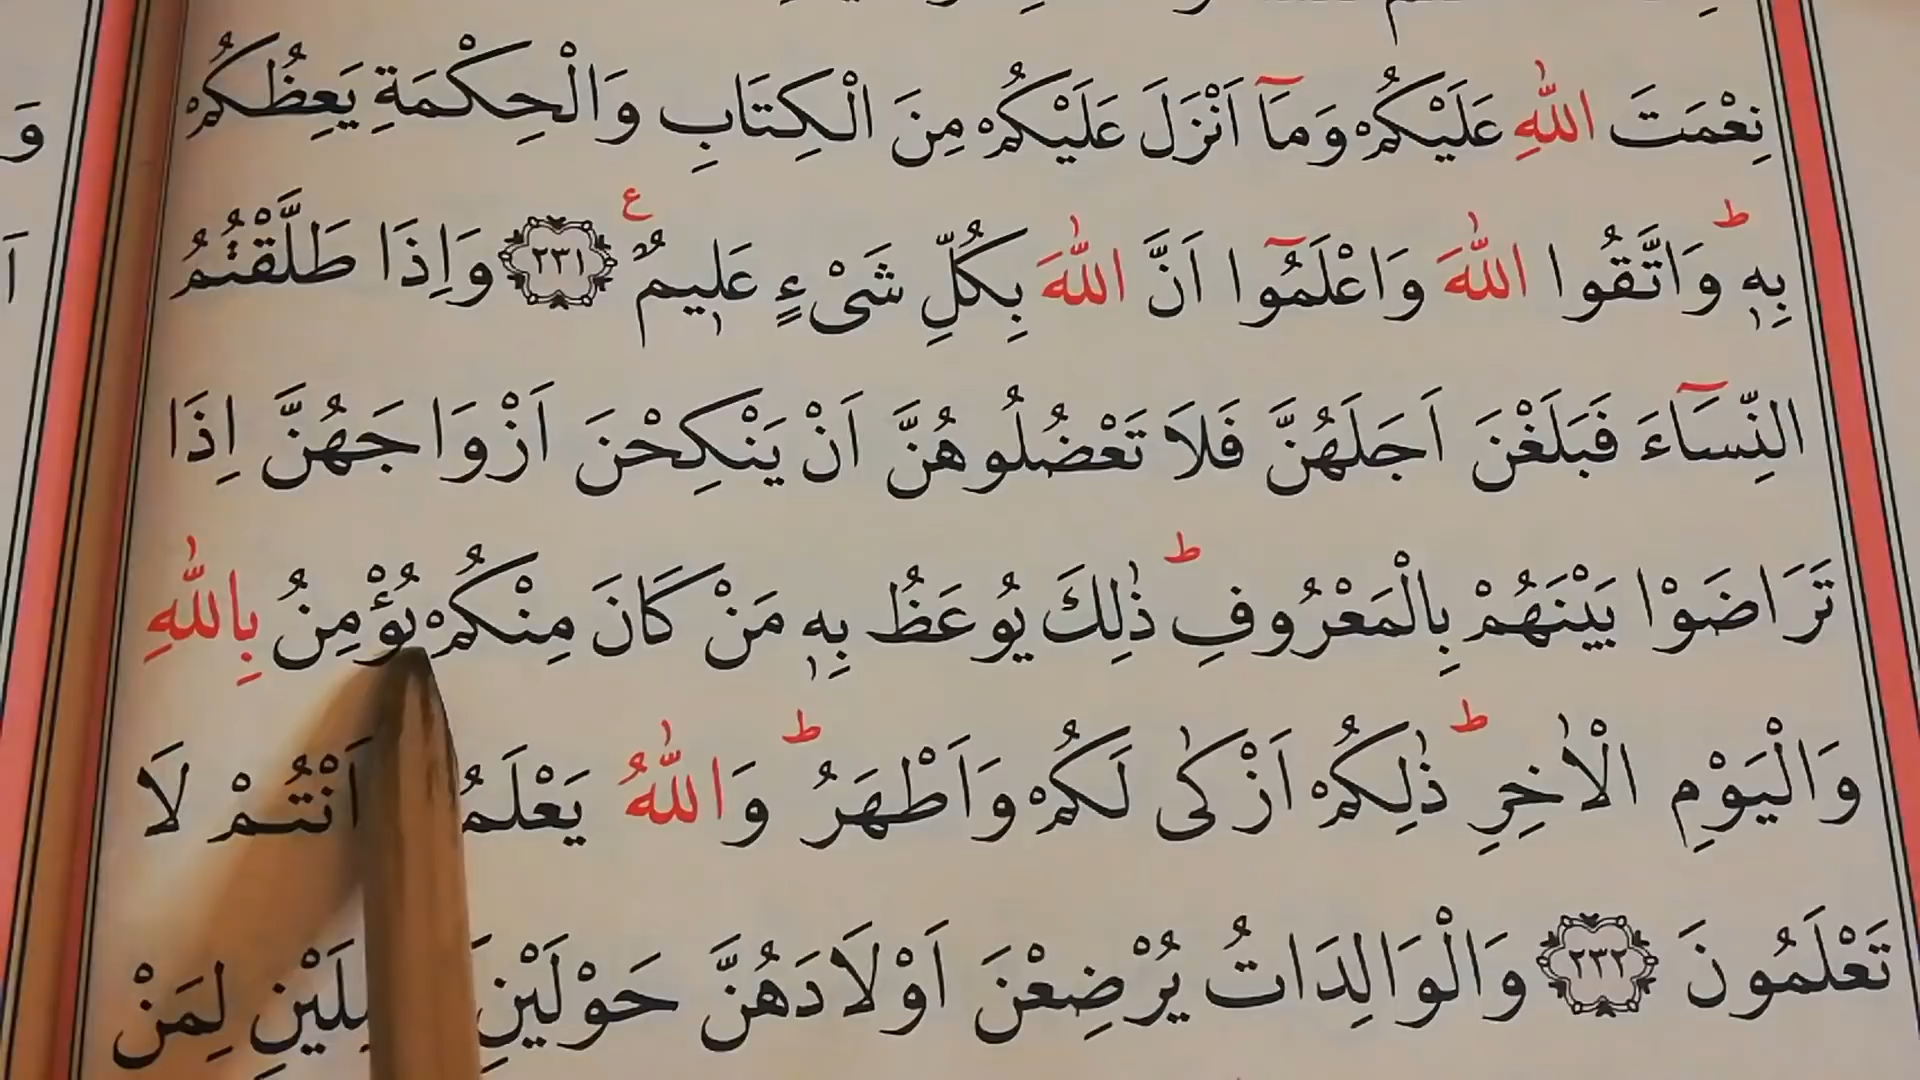 نِعْمَتَ اللّٰهِ عَلَيْكُمْ وَمَٓا اَنْزَلَ عَلَيْكُمْ مِنَ الْكِتَابِ وَالْحِكْمَةِ يَعِظُكُمْ
بِه۪ۜ وَاتَّقُوا اللّٰهَ وَاعْلَمُٓوا اَنَّ اللّٰهَ بِكُلِّ شَىْءٍ عَل۪يمٌ ع ﴿٢٣١﴾ وَاِذَا طَلَّقْتُمُ
النِّسَٓاءَ فَبَلَغْنَ اَجَلَهُنَّ فَلَا تَعْضُلُوهُنَّ اَنْ يَنْكِحْنَ اَزْوَاجَهُنَّ اِذَا
تَرَاضَوْا بَيْنَهُمْ بِالْمَعْرُوفِ ط ذٰلِكَ يُوعَظُ بِه۪ مَنْ كَانَ مِنْكُمْ يُؤْمِنُ بِاللّٰهِ
وَالْيَوْمِ الْاٰخِرِ ط ذٰلِكُمْ اَزْكٰى لَكُمْ وَاَطْهَرُ ط وَاللّٰهُ يَعْلَمُ اَنْتُمْ لَا
تَعْلَمُونَ ﴿٢٣٢﴾ وَالْوَالِدَاتُ يُرْضِعْنَ اَوْلَادَهُنَّ حَوْلَيْنِ لِمَنْ